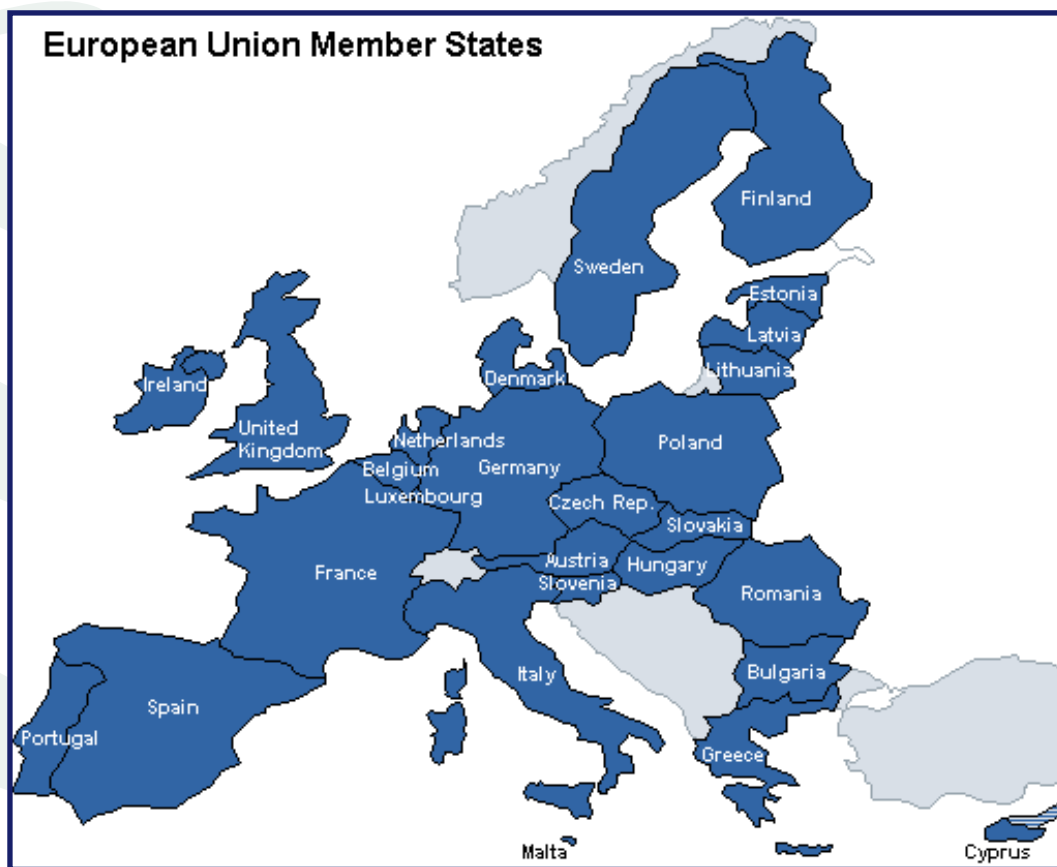 European Union Member States
Finland
Sweden
Estonia
Latvia
Lithuania
Denmark
Ireland
United
Kingdom
Netherlands
Poland
Belgium
Germany
Luxembourg
Czech Rep.
Slovakia
Austria
Hungary
France
Slovenia
Romania
Italy
Bulgaria
Spain
Portugal
Greece
Malta
Cyprus